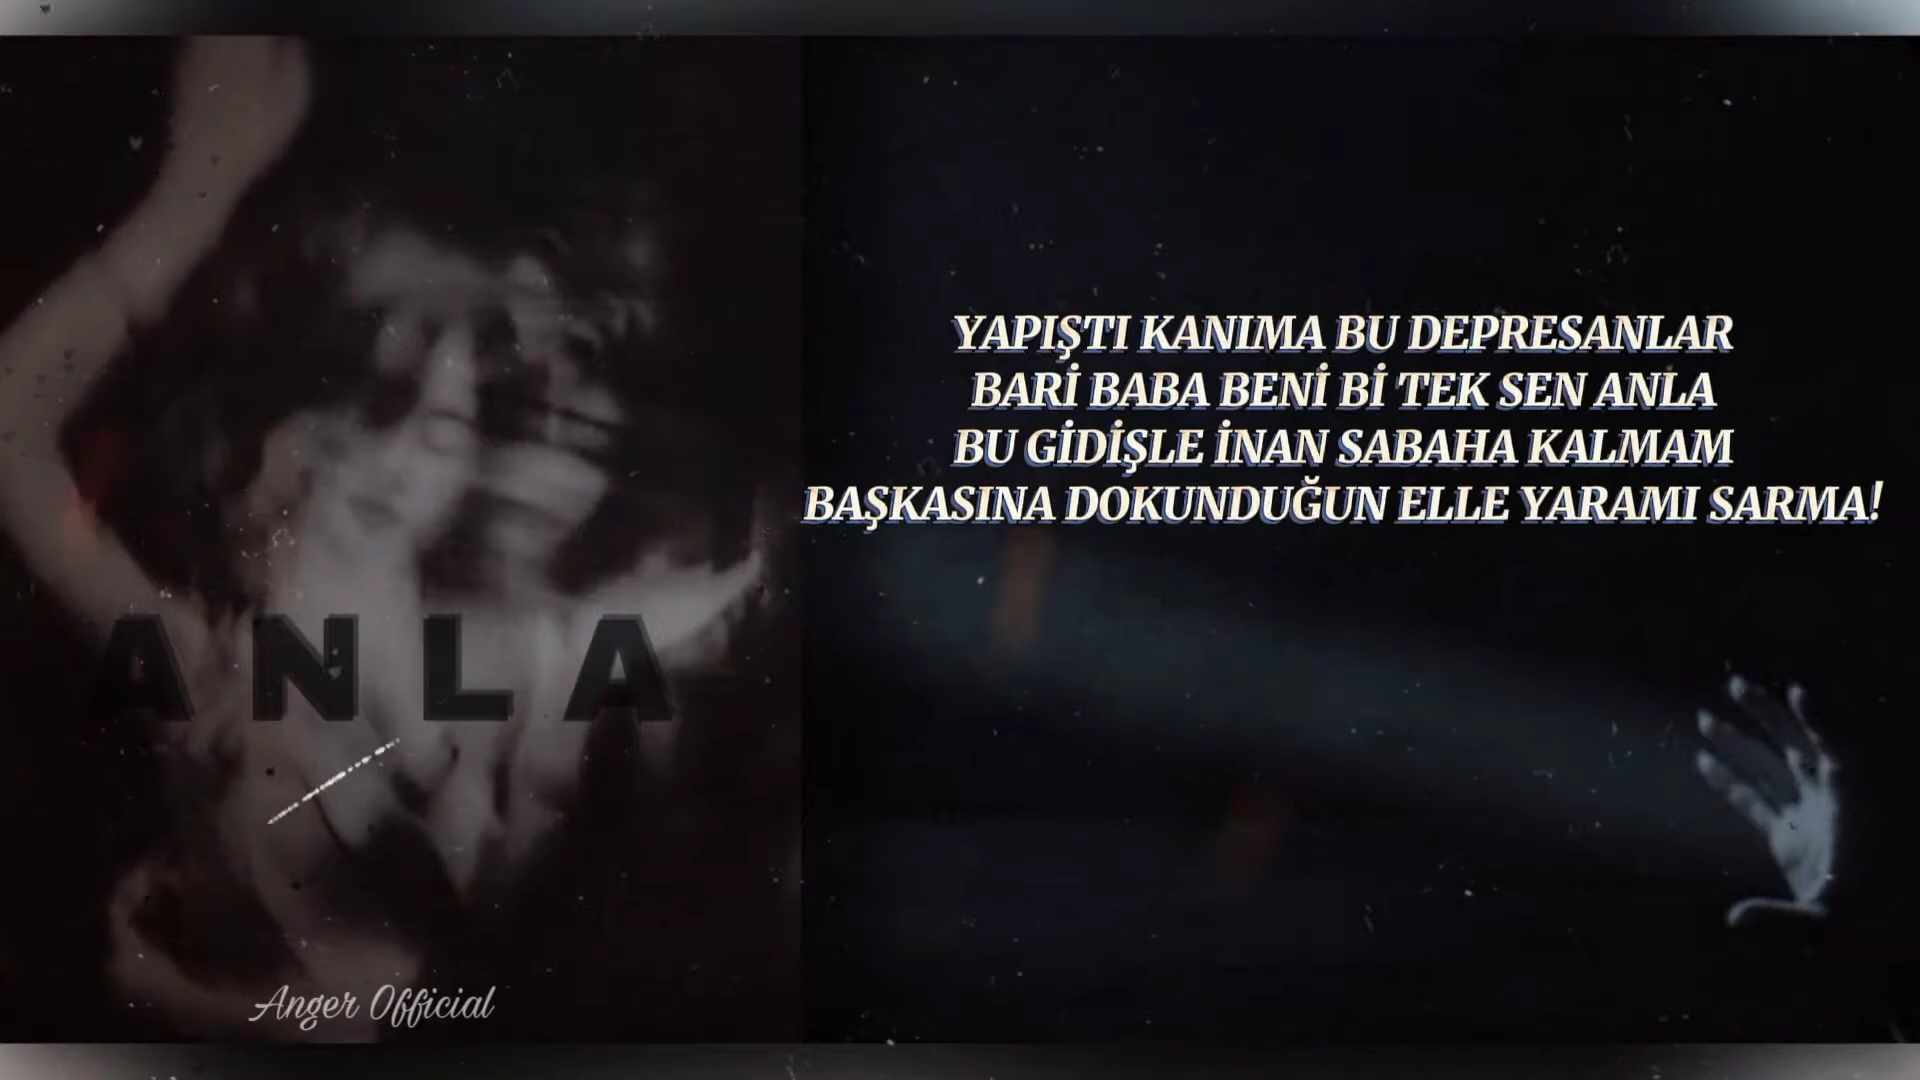 YAPIŞTI KANIMA BU DEPRESANLAR
BARİ BABA BENİ Bİ TEK SEN ANLA
BU GİDİŞLE İNAN SABAHA KALMAM
BAŞKASINA DOKUNDUĞUN ELLE YARAMI SARMA!
ANLA
Anger Official